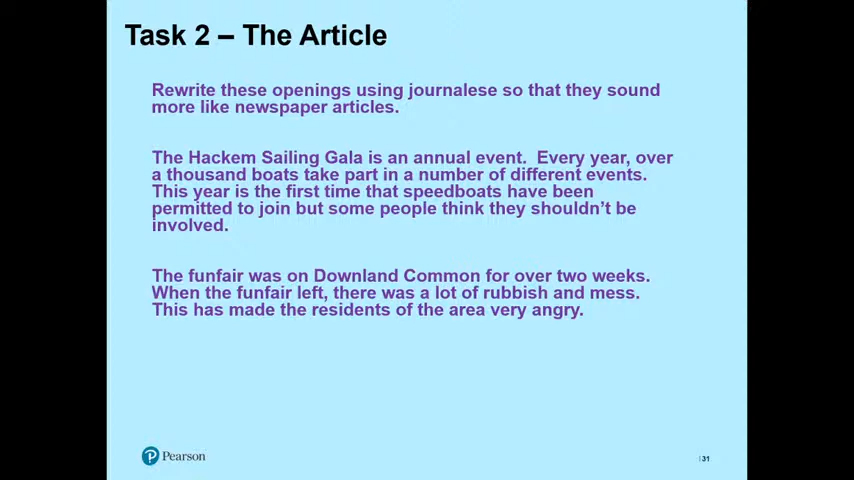 Task 2 – The Article
Rewrite these openings using journalese so that they sound
more like newspaper articles.
The Hackem Sailing Gala is an annual event.  Every year, over
a thousand boats take part in a number of different events.
This year is the first time that speedboats have been
permitted to join but some people think they shouldn’t be
involved.
The funfair was on Downland Common for over two weeks.
When the funfair left, there was a lot of rubbish and mess.
This has made the residents of the area very angry.
P Pearson
| 31